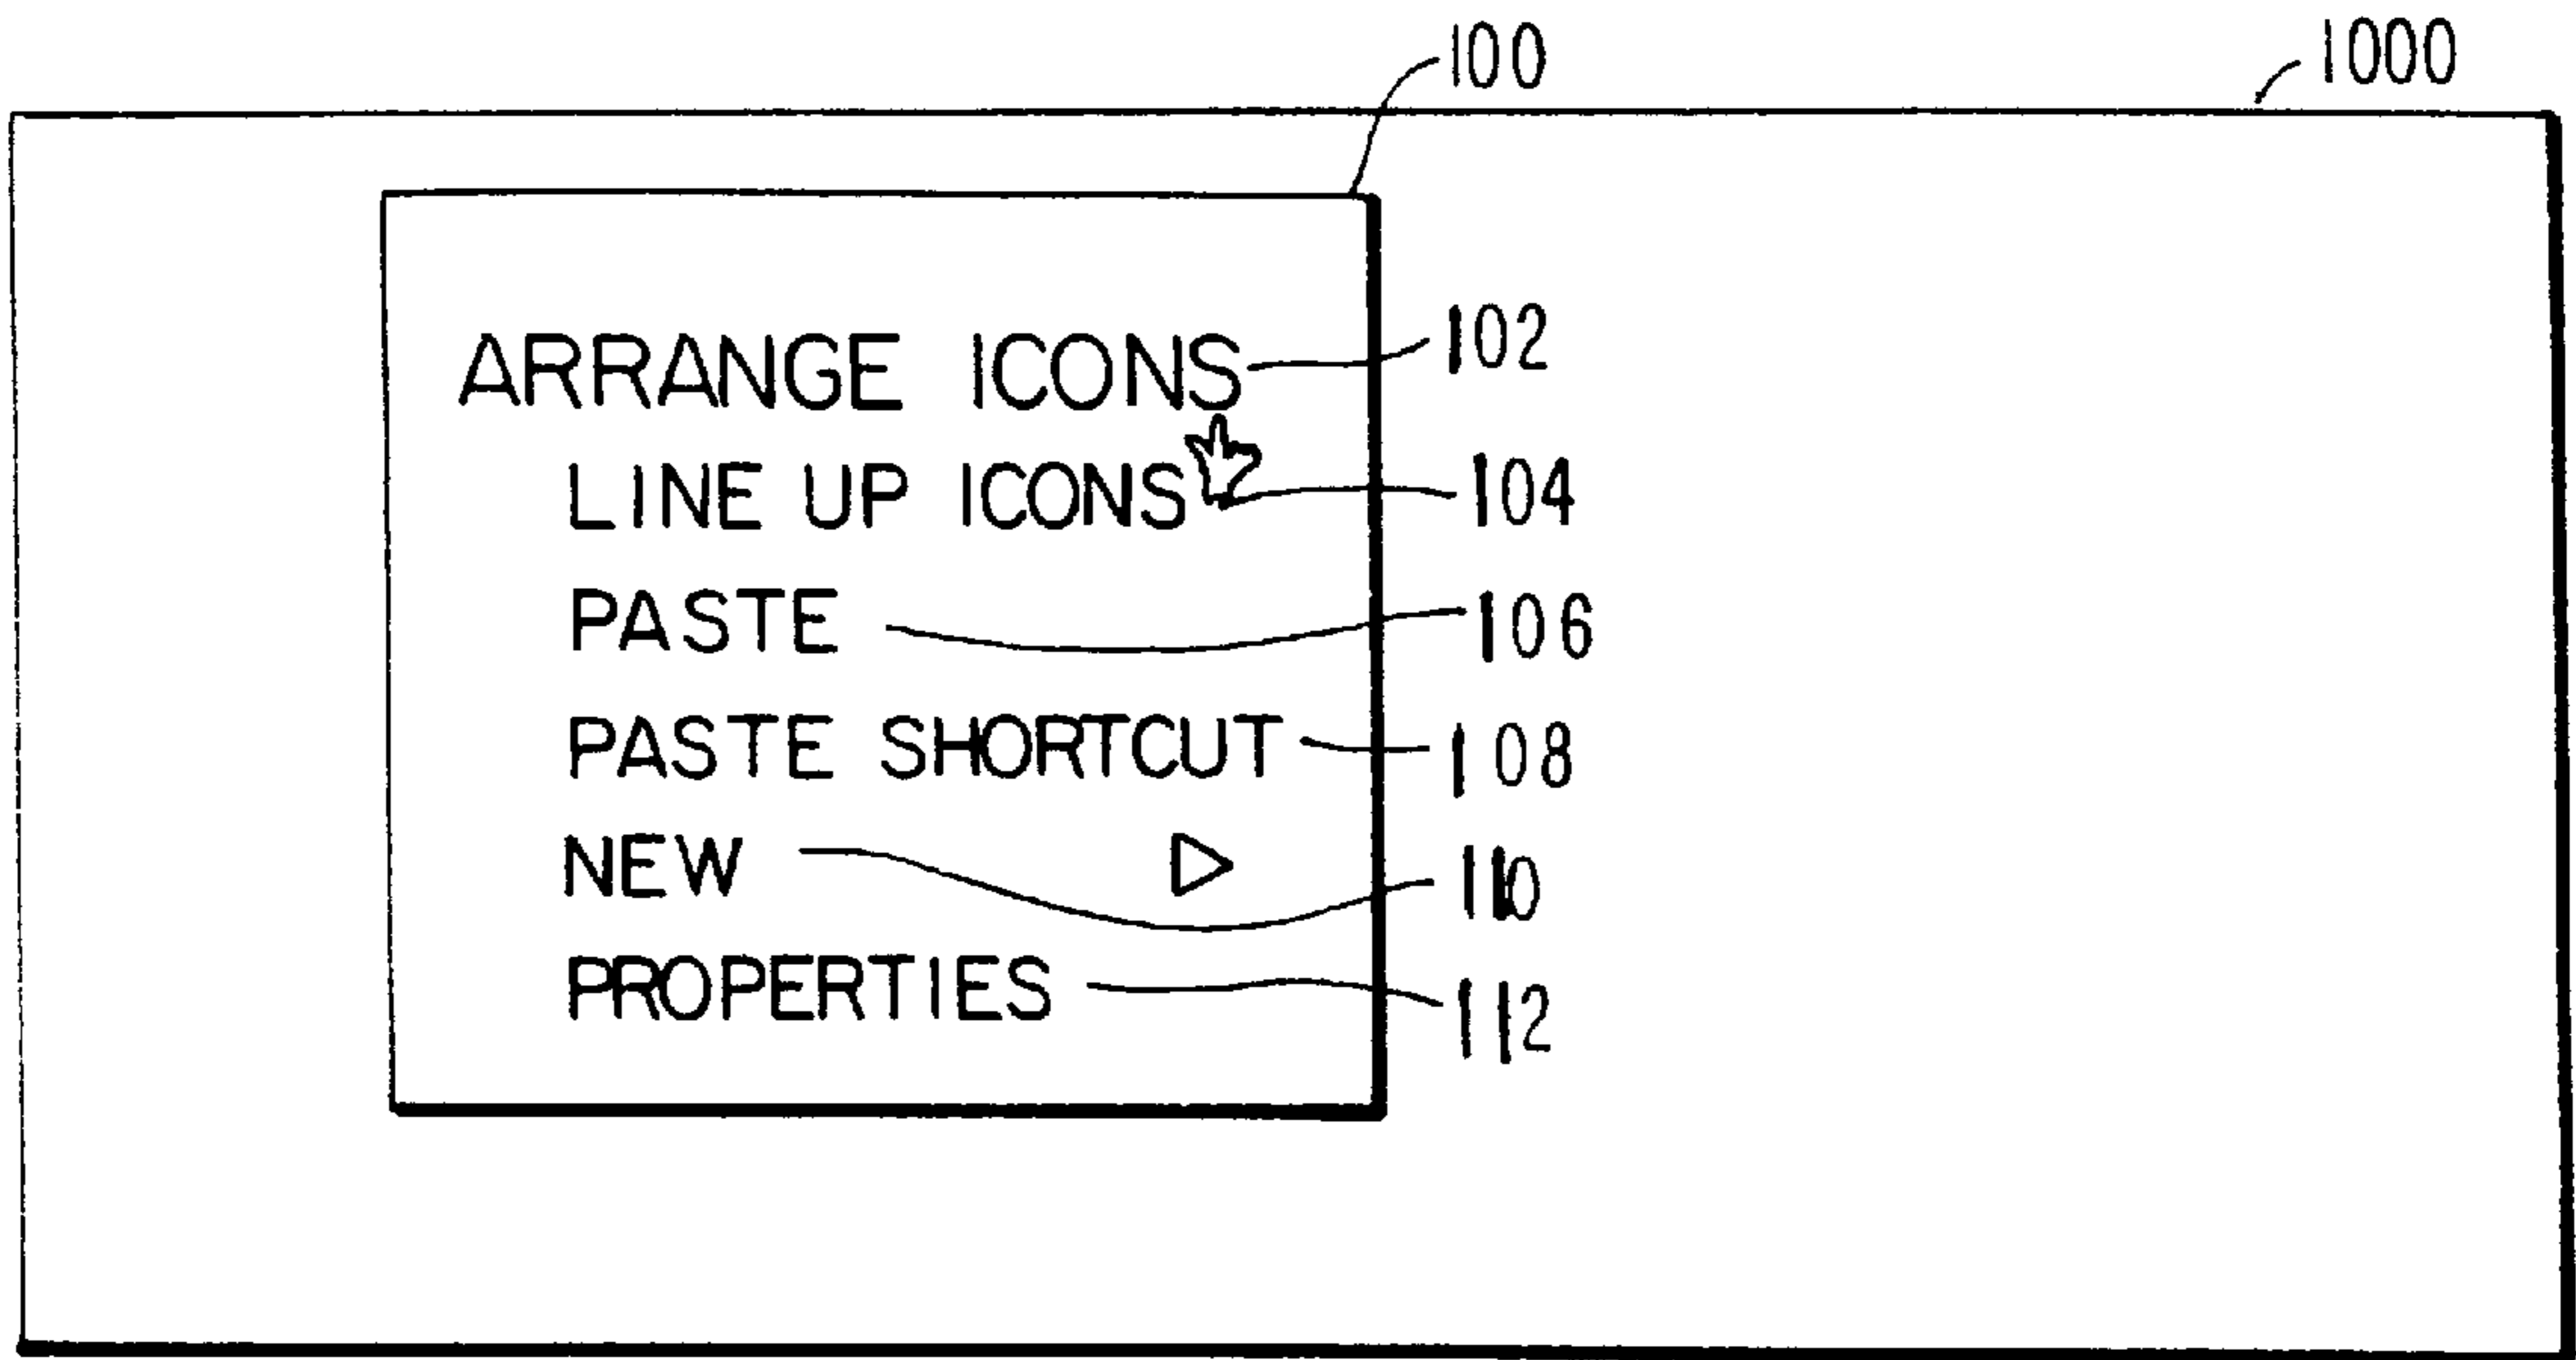 100 1000
ARRANGE ICONS 102
LINE UP ICONS 104
PASTE 106
PASTE SHORTCUT 108
NEW 110
PROPERTIES 112